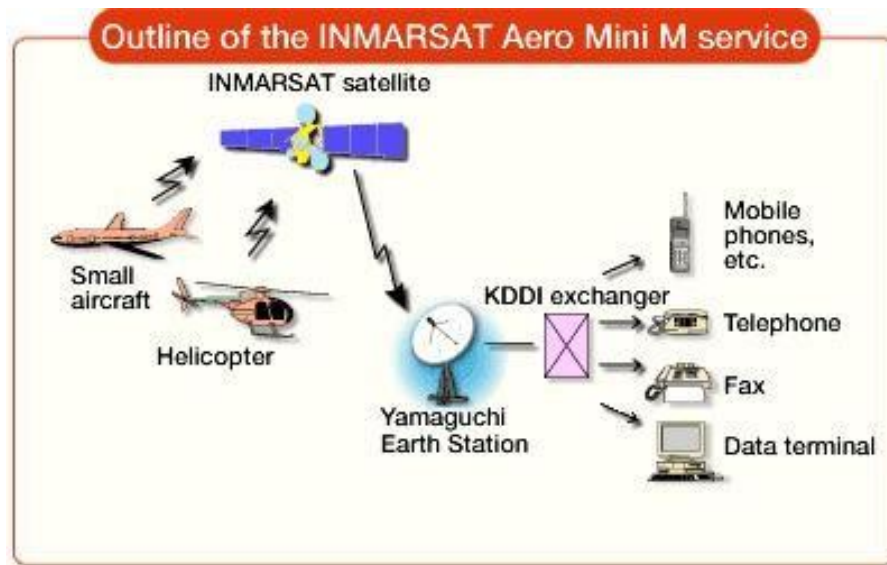 Outline of the INMARSAT Aero Mini M service
INMARSAT satellite
Small
aircraft
Helicopter
Yamaguchi
Earth Station
KDDI exchanger
Mobile
phones,
etc.
Telephone
Fax
Data terminal